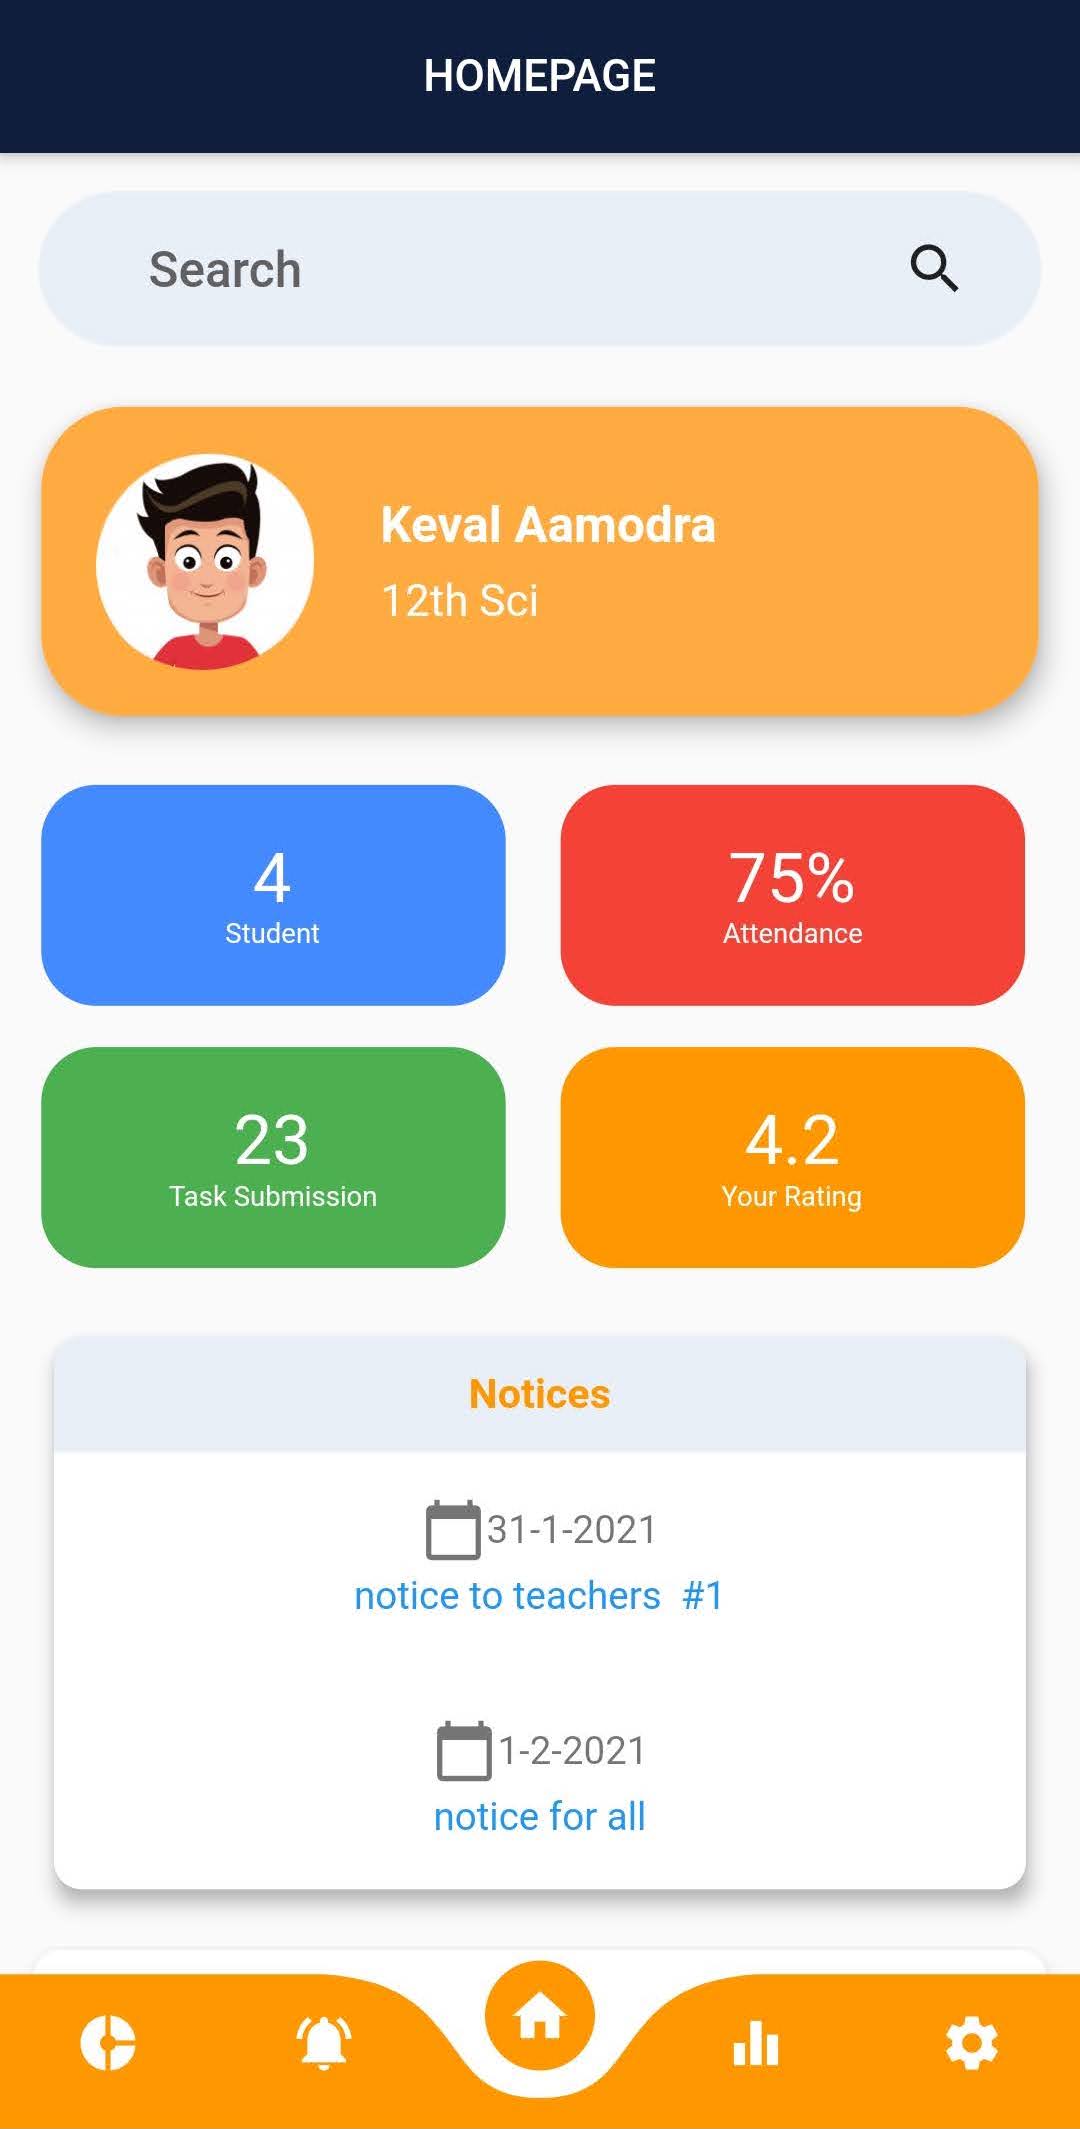 HOMEPAGE
Search
Keval Aamodra
12th Sci
4
Student
75%
Attendance
23
Task Submission
4.2
Your Rating
Notices
31-1-2021
notice to teachers  #1
1-2-2021
notice for all